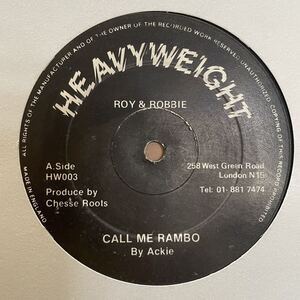 ALL RIGHTS OF THE MANUFACTURER AND OF THE OWNER OF THE RECORDED WORK RESERVED. UNAUTHORIZED COPYING OF THIS RECORD PROHIBITED
HEAVYWEIGHT
ROY & ROBBIE
A.Side
HW003
258 West Green Road
London N15
Produce by
Chesse Roots
Tel: 01-881 7474
CALL ME RAMBO
By Ackie
MADE IN ENGLAND